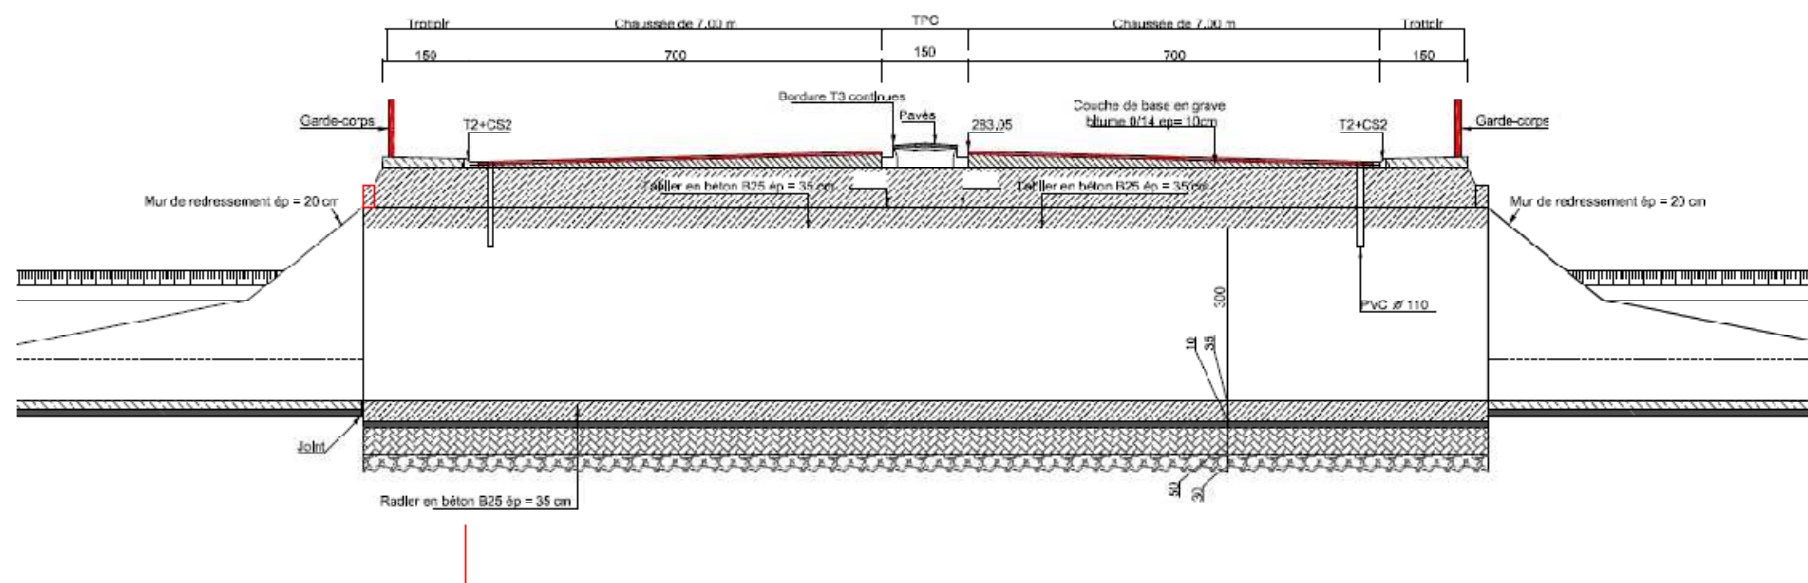 Trottoir
Chaussée de 7,00 m
TPC
Chaussée de 7,00 m
Trottoir
150
700
150
700
150
Bordure T3 continues
Pavés
Couche de base en grave
bitume 0/14 ep= 10cm
Garde-corps
T2+CS2
283,05
T2+CS2
Garde-corps
Tablier en béton B25 ép = 35 cm
Tablier en béton B25 ép = 35 cm
Mur de redressement ép = 20 cm
Mur de redressement ép = 20 cm
300
PVC Ø 110
10
35
Joint
50
30
Radier en béton B25 ép = 35 cm